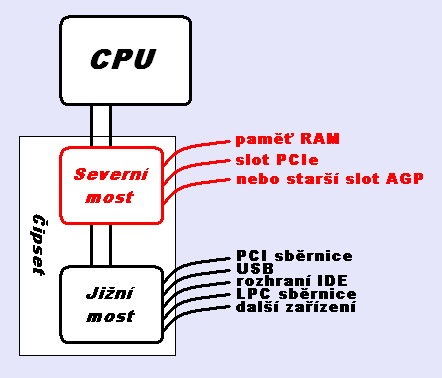 CPU
Severní
most
paměť RAM
slot PCIe
nebo starší slot AGP
Čipset
Jižní
most
PCI sběrnice
USB
rozhraní IDE
LPC sběrnice
další zařízení